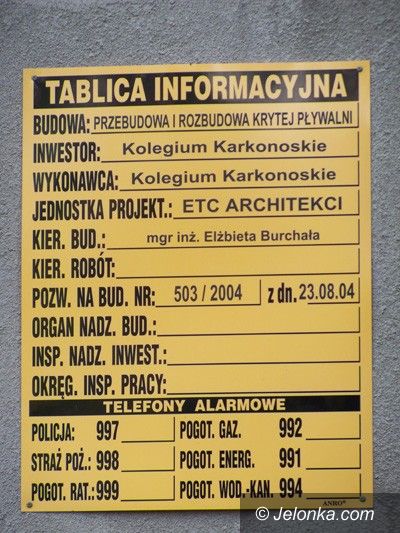 TABLICA INFORMACYJNA
BUDOWA: PRZEBUDOWA I ROZBUDOWA KRYTEJ PŁYWALNI
INWESTOR: Kolegium Karkonoskie
WYKONAWCA: Kolegium Karkonoskie
JEDNOSTKA PROJEKT.: ETC ARCHITEKCI
KIER. BUD.: mgr inż. Elżbieta Burchała
KIER. ROBÓT:
POZW. NA BUD. NR: 503 / 2004 z dn. 23.08.04
ORGAN NADZ. BUD.:
INSP. NADZ. INWEST.:
OKRĘG. INSP. PRACY:
TELEFONY ALARMOWE
POLICJA: 997 POGOT. GAZ. 992
STRAŻ POŻ.: 998 POGOT. ENERG. 991
POGOT. RAT.: 999 POGOT. WOD.-KAN. 994
ANRO®
© Jelonka.com